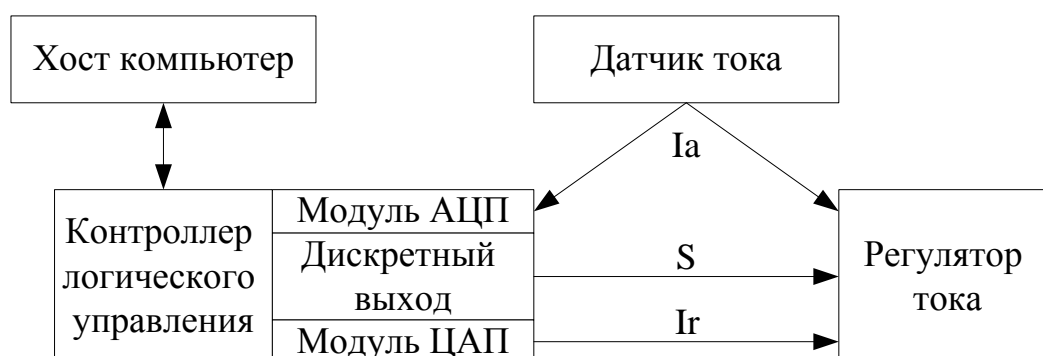 Хост компьютер
Датчик тока
Ia
Контроллер
логического
управления
Модуль АЦП
Дискретный
выход
Модуль ЦАП
S
Ir
Регулятор
тока